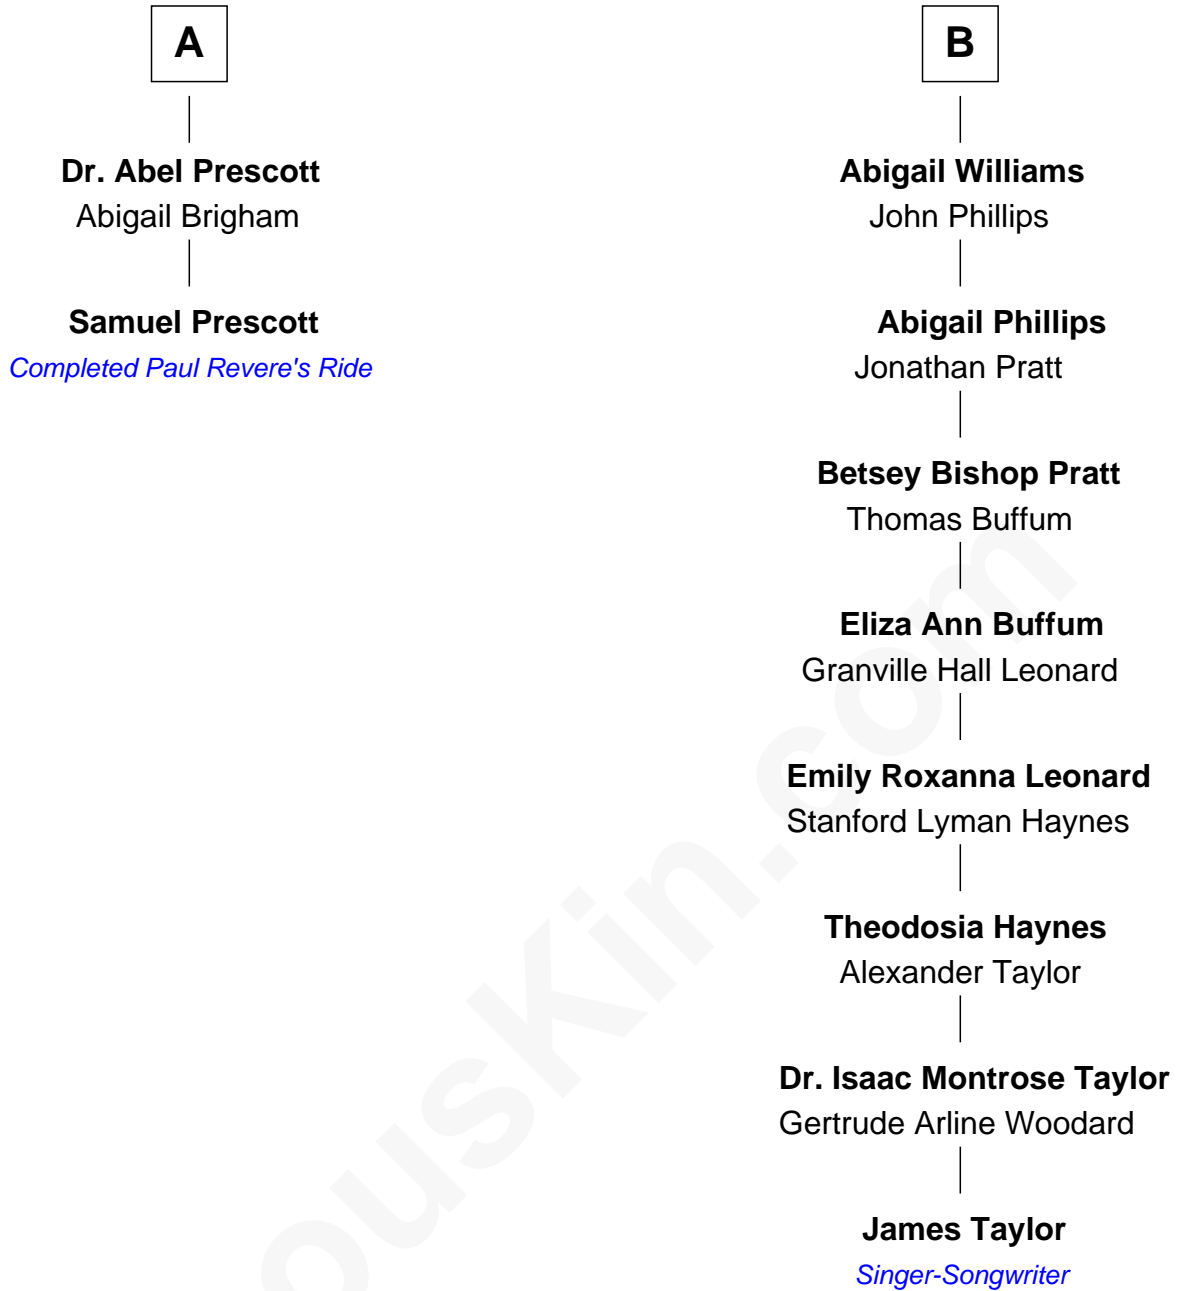 A
Dr. Abel Prescott
Abigail Brigham
Samuel Prescott
Completed Paul Revere's Ride
B
Abigail Williams
John Phillips
Abigail Phillips
Jonathan Pratt
Betsey Bishop Pratt
Thomas Buffum
Eliza Ann Buffum
Granville Hall Leonard
Emily Roxanna Leonard
Stanford Lyman Haynes
Theodosia Haynes
Alexander Taylor
Dr. Isaac Montrose Taylor
Gertrude Arline Woodard
James Taylor
Singer-Songwriter
ousKin.com